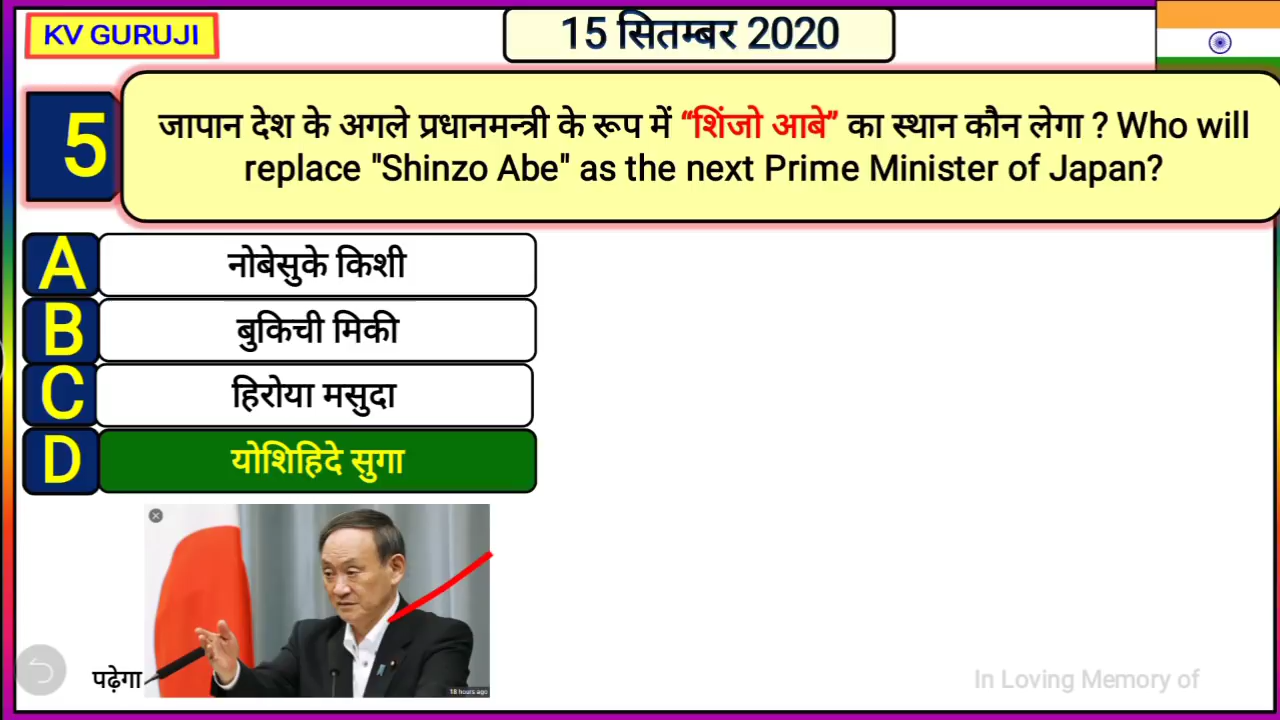 KV GURUJI
15 सितम्बर 2020
5
जापान देश के अगले प्रधानमन्त्री के रूप में “शिंजो आबे” का स्थान कौन लेगा ? Who will
replace "Shinzo Abe" as the next Prime Minister of Japan?
A
नोबेसुके किशी
B
बुकिची मिकी
C
हिरोया मसुदा
D
योशिहिदे सुगा
18 hours ago
पढ़ेगा
In Loving Memory of